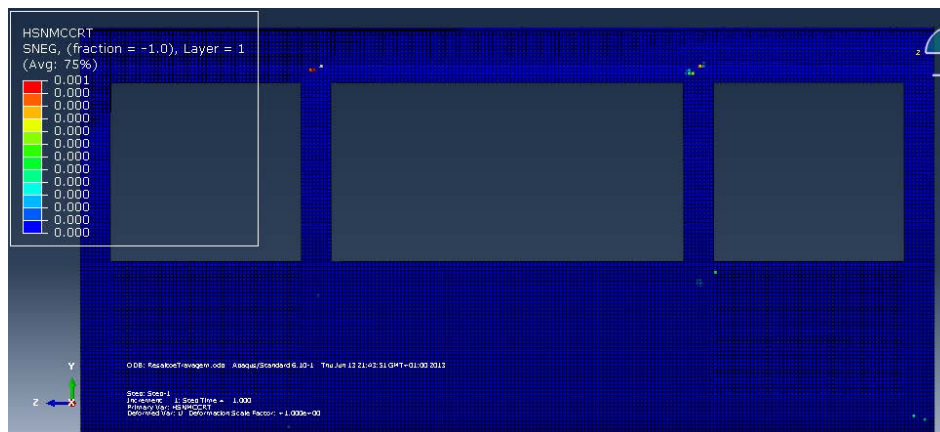 HSNMCCRT
SNEG, (fraction = -1.0), Layer = 1
(Avg: 75%)
0.001
0.000
0.000
0.000
0.000
0.000
0.000
0.000
0.000
0.000
0.000
0.000
0.000
z
ODB: ResaltoeTravagem.odb Abaqus/Standard 6.10-1 Thu Jun 13 21:43:51 GMT+01:00 2013
Y
Z
X
Step: Step-1
Increment 1: Step Time = 1.000
Primary Var: HSNMCCRT
Deformed Var: U Deformation Scale Factor: +1.000e+00